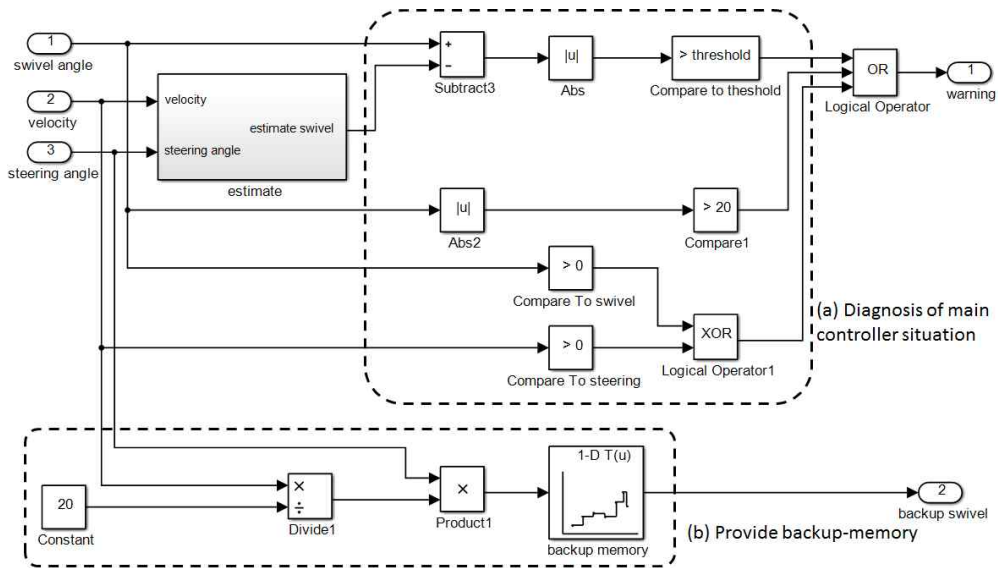 1
swivel angle
2
velocity
3
steering angle
velocity
estimate swivel
steering angle
estimate
+
−
Subtract3
|u|
Abs
> threshold
Compare to theshold
OR
Logical Operator
1
warning
|u|
Abs2
> 20
Compare1
> 0
Compare To swivel
> 0
Compare To steering
XOR
Logical Operator1
(a) Diagnosis of main
controller situation
20
Constant
×
÷
Divide1
×
Product1
1-D T(u)
backup memory
2
backup swivel
(b) Provide backup-memory